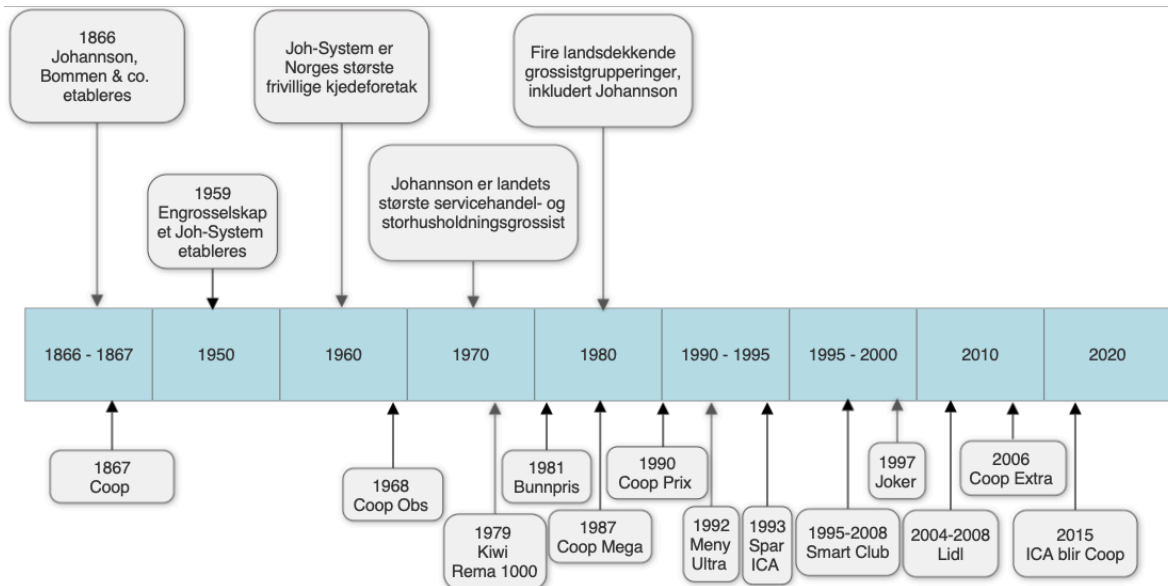 1866
Johannson,
Bommen & co.
etableres
Joh-System er
Norges største
frivillige kjedeforetak
Fire landsdekkende
grossistgrupperinger,
inkludert Johannson
1959
Engrosselskap
et Joh-System
etableres
Johannson er landets
største servicehandel- og
storhusholdningsgrossist
1866 - 1867
1950
1960
1970
1980
1990 - 1995
1995 - 2000
2010
2020
1867
Coop
1968
Coop Obs
1979
Kiwi
Rema 1000
1981
Bunnpris
1987
Coop Mega
1990
Coop Prix
1992
Meny
Ultra
1993
Spar
ICA
1995-2008
Smart Club
1997
Joker
2004-2008
Lidl
2006
Coop Extra
2015
ICA blir Coop